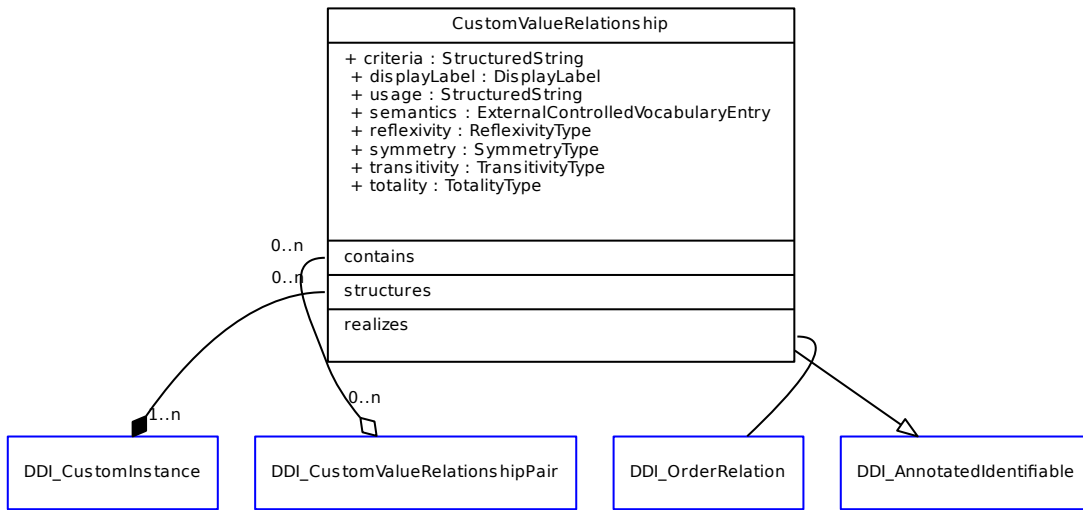 CustomValueRelationship
+ criteria : StructuredString
+ displayLabel : DisplayLabel
+ usage : StructuredString
+ semantics : ExternalControlledVocabularyEntry
+ reflexivity : ReflexivityType
+ symmetry : SymmetryType
+ transitivity : TransitivityType
+ totality : TotalityType
0..n
contains
0..n
structures
realizes
0..n
1..n
DDI_CustomInstance
DDI_CustomValueRelationshipPair
DDI_OrderRelation
DDI_AnnotatedIdentifiable